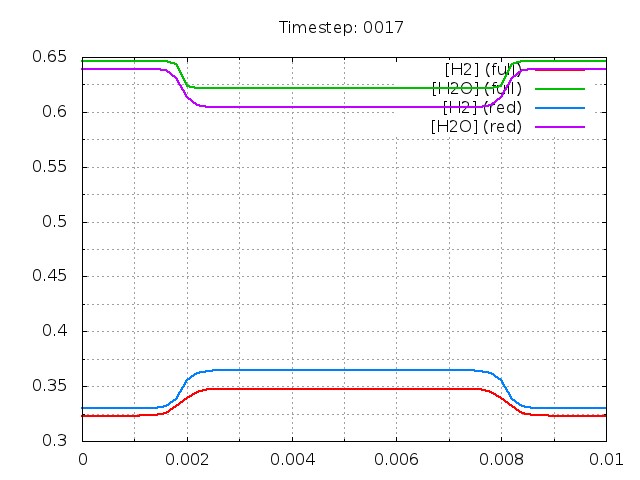 Timestep: 0017
0.65
0.6
0.55
0.5
0.45
0.4
0.35
0.3
[H2] (full)
[H2O] (full)
[H2] (red)
[H2O] (red)
0 0.002 0.004 0.006 0.008 0.01